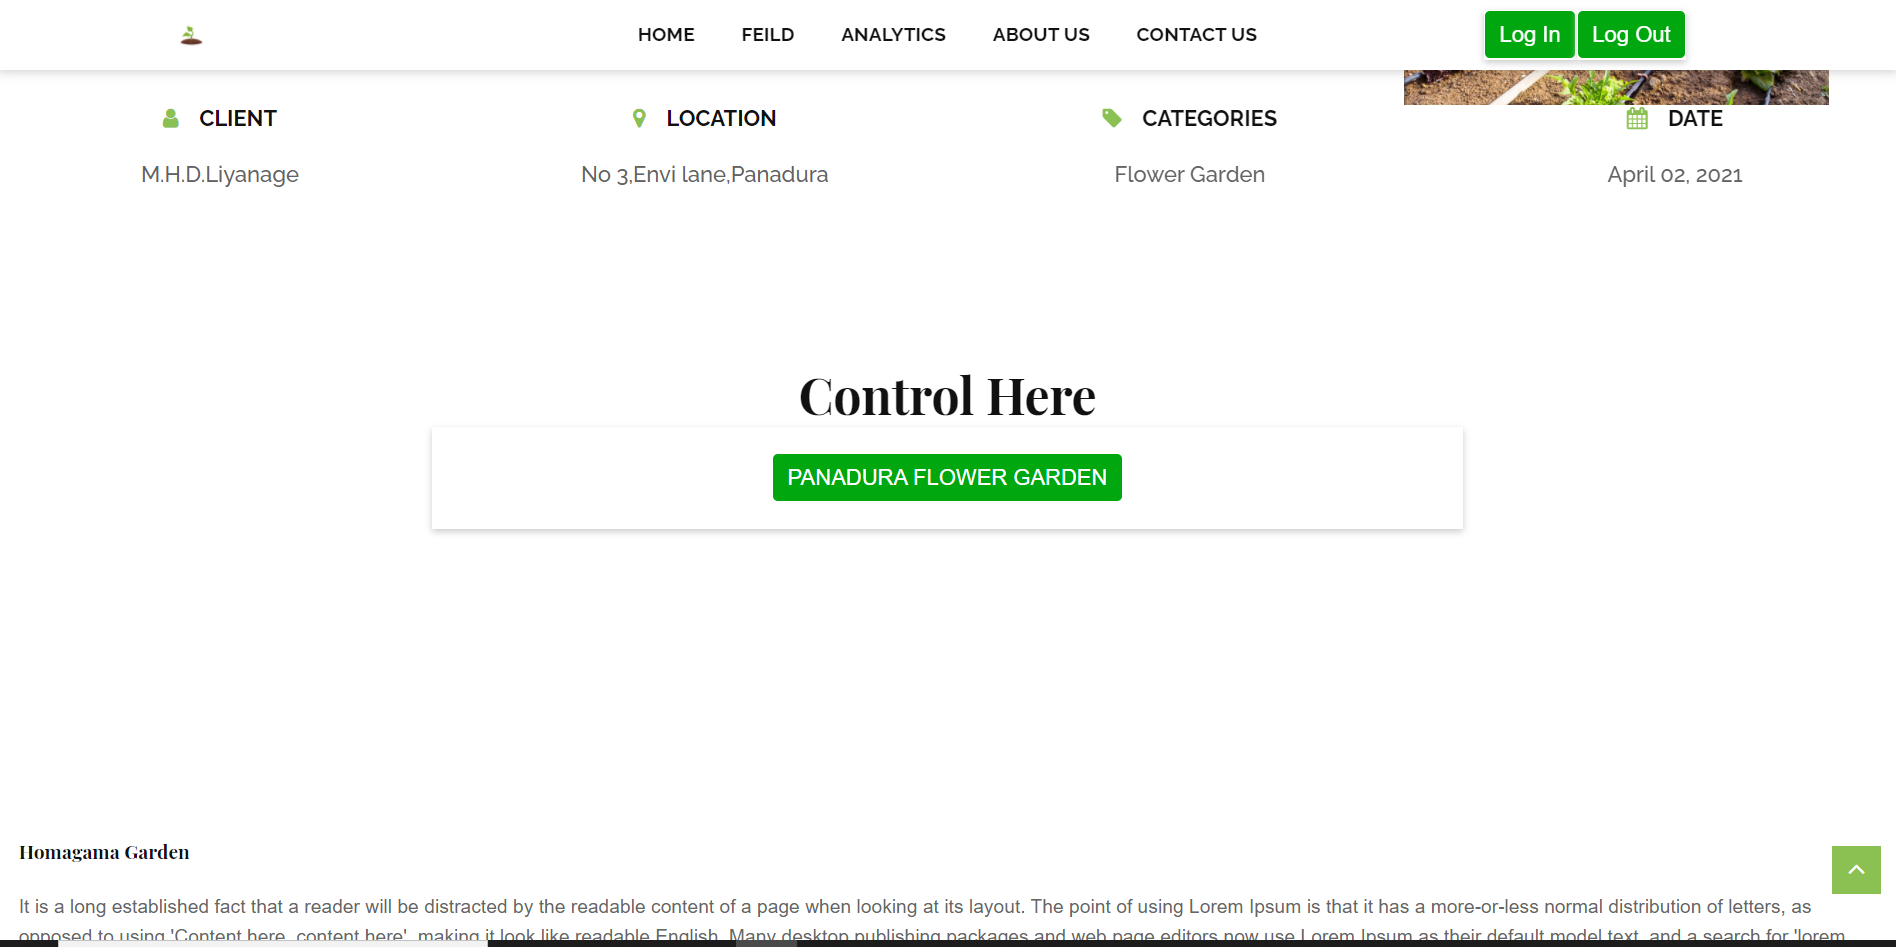 HOME FEILD ANALYTICS ABOUT US CONTACT US Log In Log Out
CLIENT LOCATION CATEGORIES DATE
M.H.D.Liyanage No 3,Envi lane,Panadura Flower Garden April 02, 2021
Control Here
PANADURA FLOWER GARDEN
Homagama Garden
It is a long established fact that a reader will be distracted by the readable content of a page when looking at its layout. The point of using Lorem Ipsum is that it has a more-or-less normal distribution of letters, as
opposed to using 'Content here, content here', making it look like readable English. Many desktop publishing packages and web page editors now use Lorem Ipsum as their default model text, and a search for 'lorem